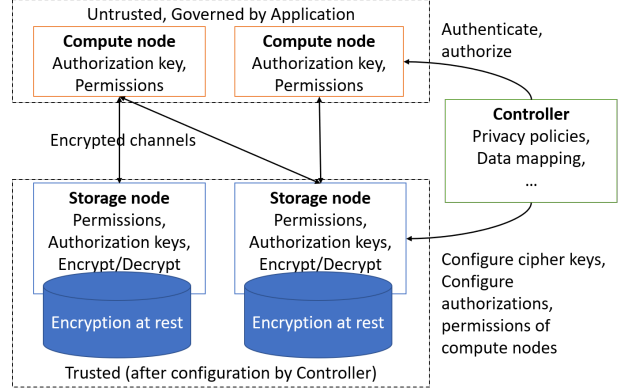 Untrusted, Governed by Application
Compute node
Authorization key,
Permissions
Compute node
Authorization key,
Permissions
Authenticate,
authorize
Controller
Privacy policies,
Data mapping,
...
Encrypted channels
Storage node
Permissions,
Authorization keys,
Encrypt/Decrypt
Encryption at rest
Storage node
Permissions,
Authorization keys,
Encrypt/Decrypt
Encryption at rest
Configure cipher keys,
Configure
authorizations,
permissions of
compute nodes
Trusted (after configuration by Controller)